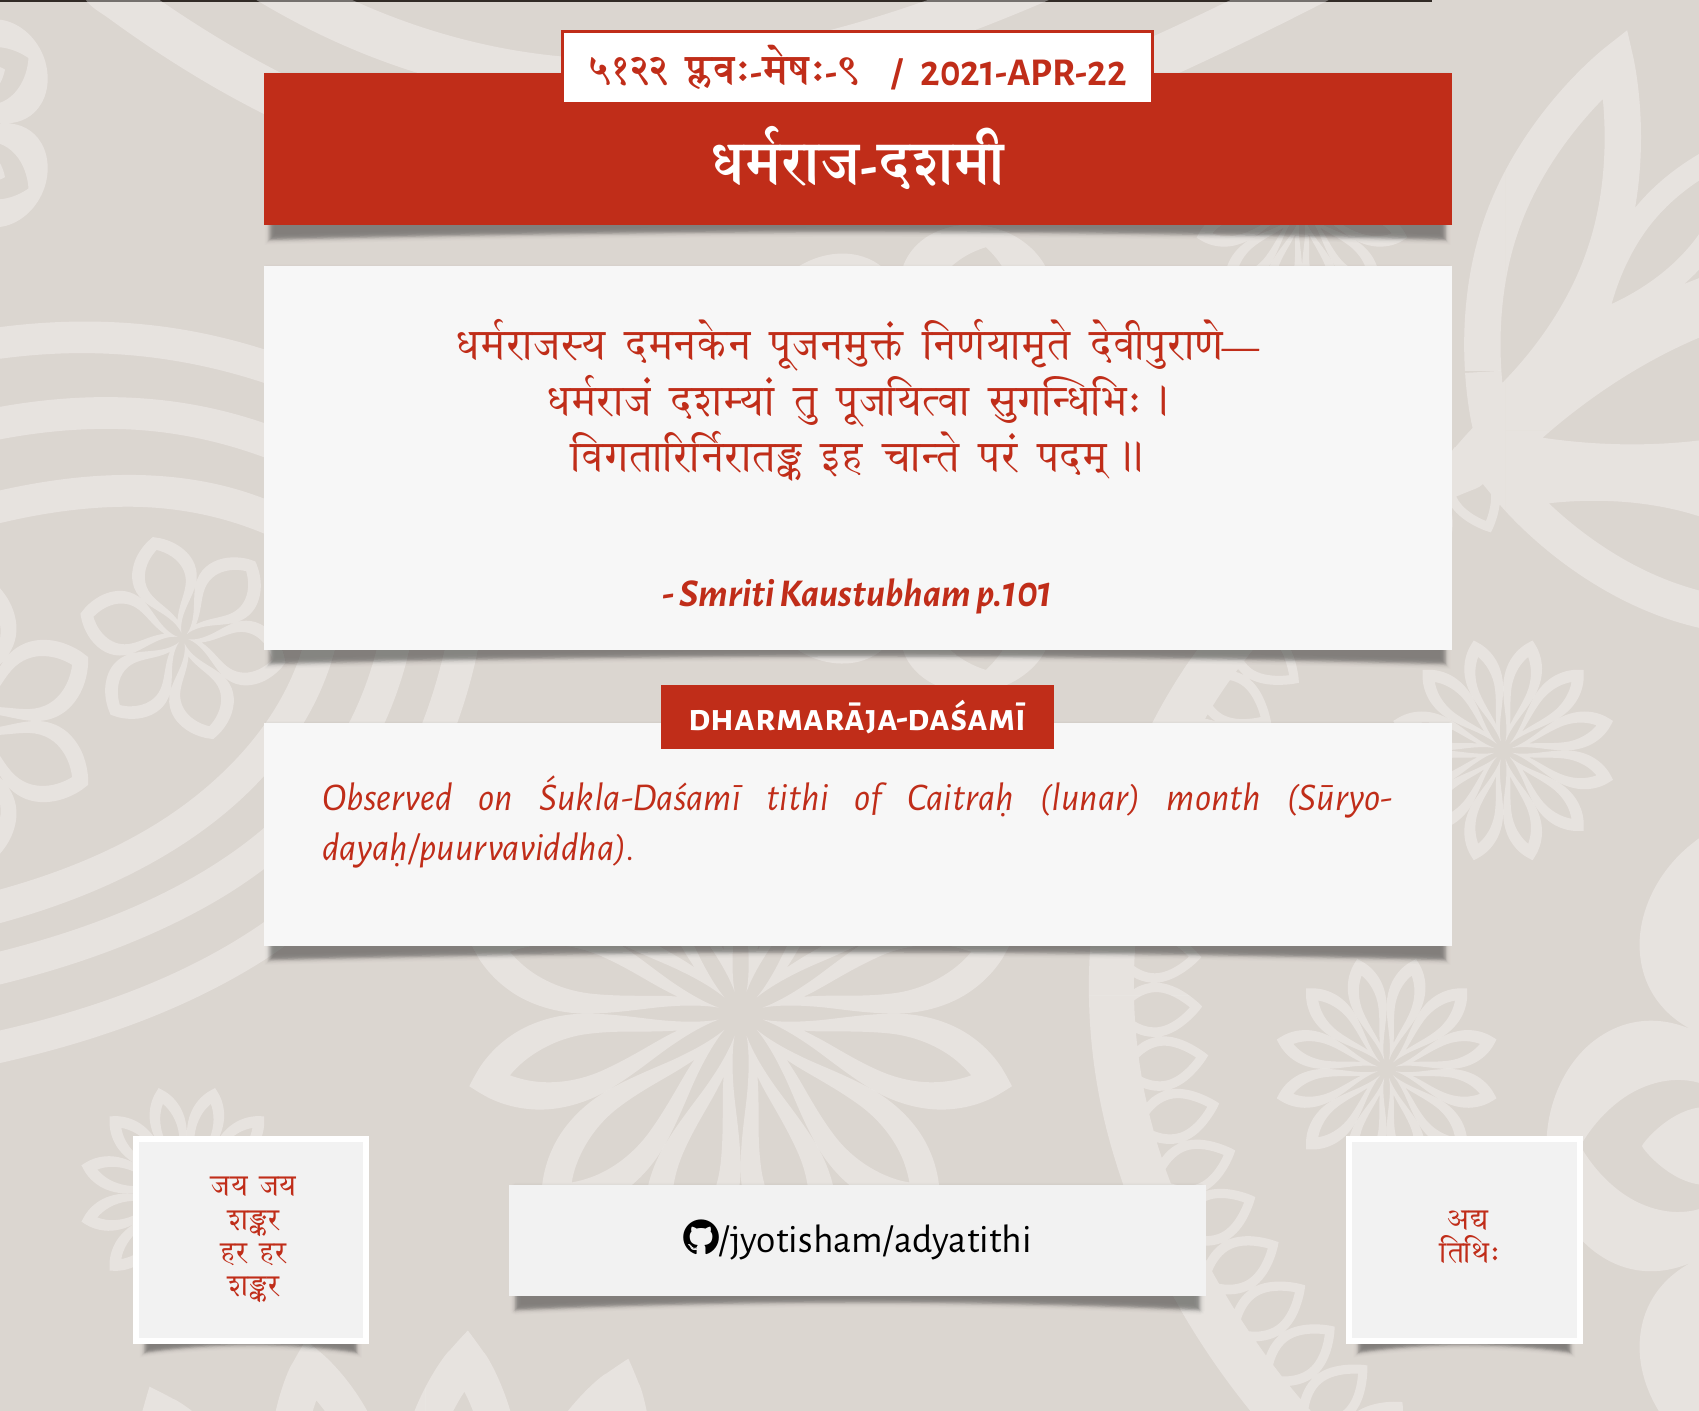 ५१२२ प्लवः-मेषः-९ / 2021-APR-22
धर्मराज-दशमी
धर्मराजस्य दमनकेन पूजनमुक्तं निर्णयामृते देवीपुराणे—
धर्मराजं दशम्यां तु पूजयित्वा सुगन्धिभिः ।
विगतारिर्निरातङ्क इह चान्ते परं पदम् ॥
- Smriti Kaustubham p.101
DHARMARĀJA-DAŚAMĪ
Observed on Śukla-Daśamī tithi of Caitraḥ (lunar) month (Sūryo-
dayaḥ/puurvaviddha).
जय जय
शङ्कर
हर हर
शङ्कर
/jyotisham/adyatithi
अद्य
तिथिः